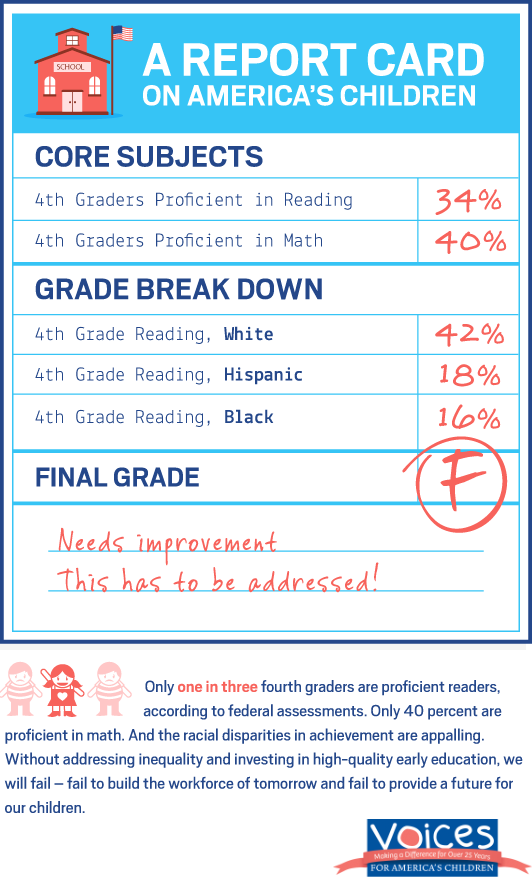 SCHOOL
A REPORT CARD
ON AMERICA'S CHILDREN
CORE SUBJECTS
4th Graders Proficient in Reading 34%
4th Graders Proficient in Math 40%
GRADE BREAK DOWN
4th Grade Reading, White 42%
4th Grade Reading, Hispanic 18%
4th Grade Reading, Black 16%
FINAL GRADE F
Needs improvement
This has to be addressed!
Only one in three fourth graders are proficient readers,
according to federal assessments. Only 40 percent are
proficient in math. And the racial disparities in achievement are appalling.
Without addressing inequality and investing in high-quality early education, we
will fail – fail to build the workforce of tomorrow and fail to provide a future for
our children.
VOiCES
Making a Difference for Over 25 Years
FOR AMERICA'S CHILDREN